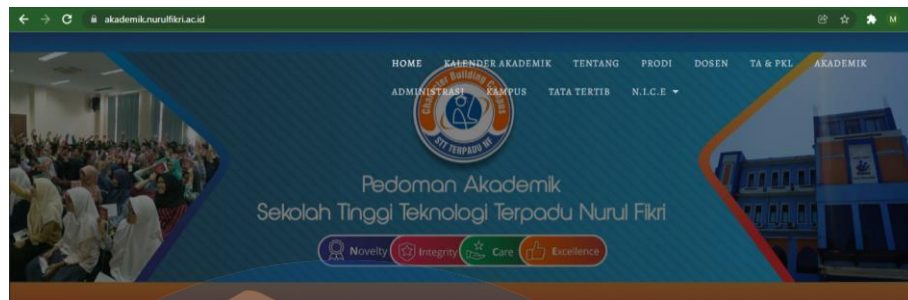 akademik.nurulfikri.ac.id
M
HOME KALENDER AKADEMIK TENTANG PRODI DOSEN TA & PKL AKADEMIK
ADMINISTRASI KAMPUS TATA TERTIB N.I.C.E
Character Building Campus
STT TERPADU NF
Pedoman Akademik
Sekolah Tinggi Teknologi Terpadu Nurul Fikri
Novelty Integrity Care Excellence